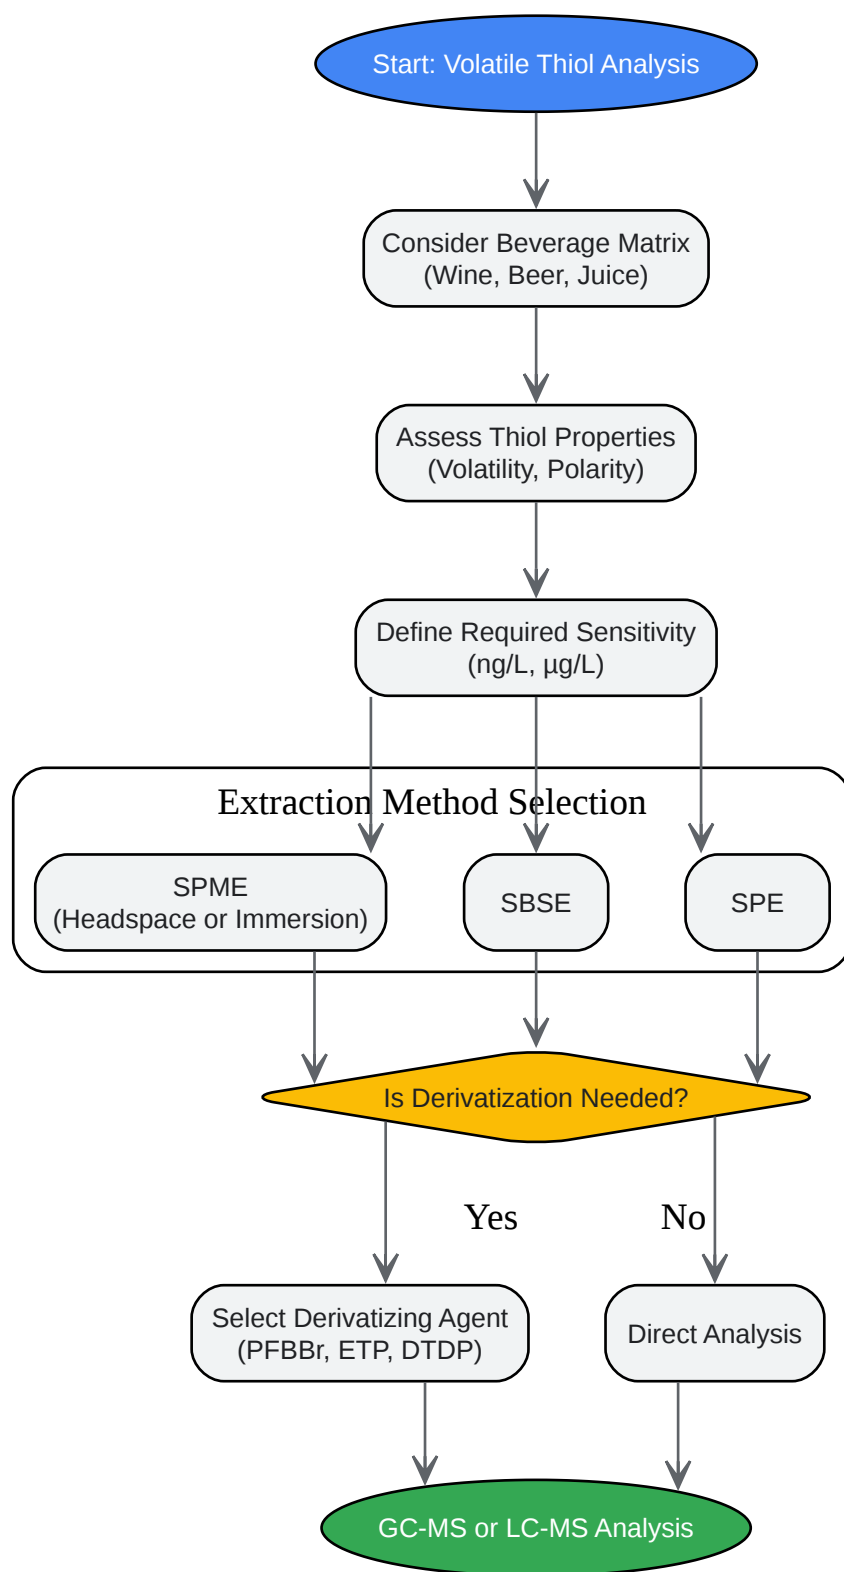 Start: Volatile Thiol Analysis
Consider Beverage Matrix
(Wine, Beer, Juice)
Assess Thiol Properties
(Volatility, Polarity)
Define Required Sensitivity
(ng/L, µg/L)
Extraction Method Selection
SPME
(Headspace or Immersion)
SBSE
SPE
Is Derivatization Needed?
Yes
No
Select Derivatizing Agent
(PFBBr, ETP, DTDP)
Direct Analysis
GC-MS or LC-MS Analysis